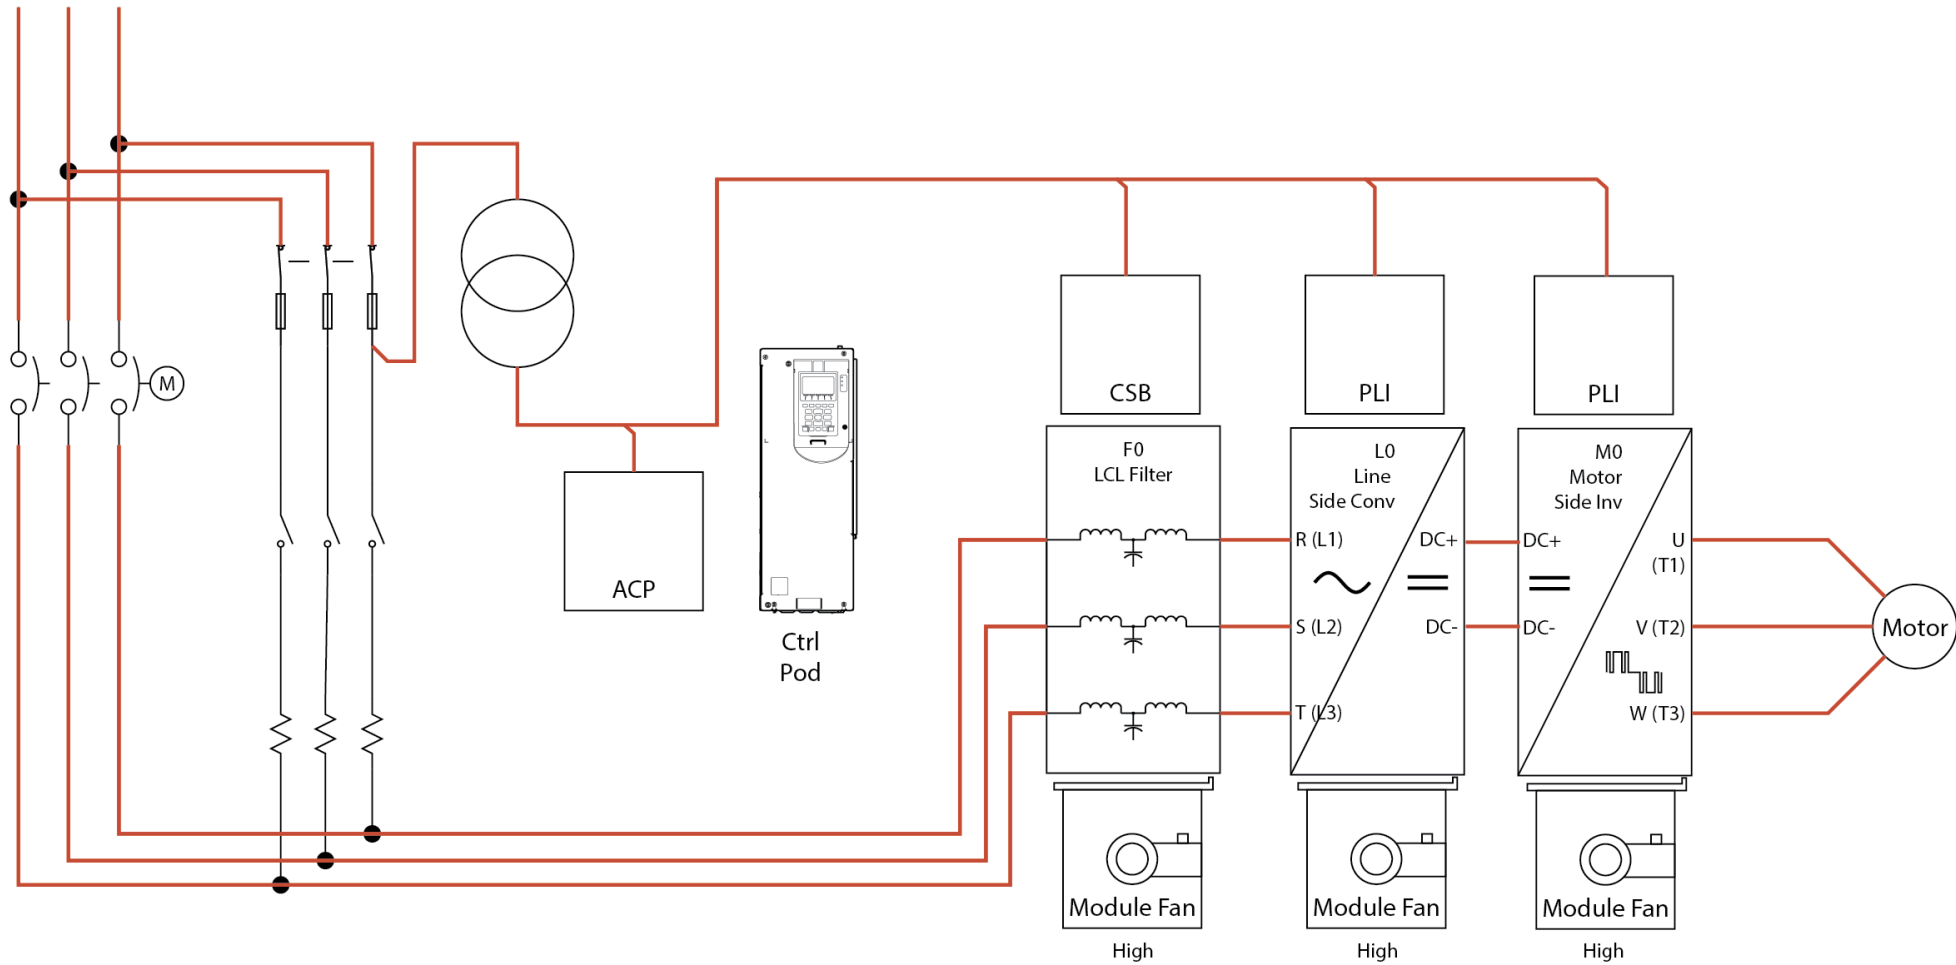 M
ACP
Ctrl
Pod
CSB
PLI
PLI
F0
LCL Filter
L0
Line
Side Conv
M0
Motor
Side Inv
R (L1)
DC+
DC+
U
(T1)
S (L2)
DC-
DC-
V (T2)
Motor
T (L3)
W (T3)
Module Fan
Module Fan
Module Fan
High
High
High